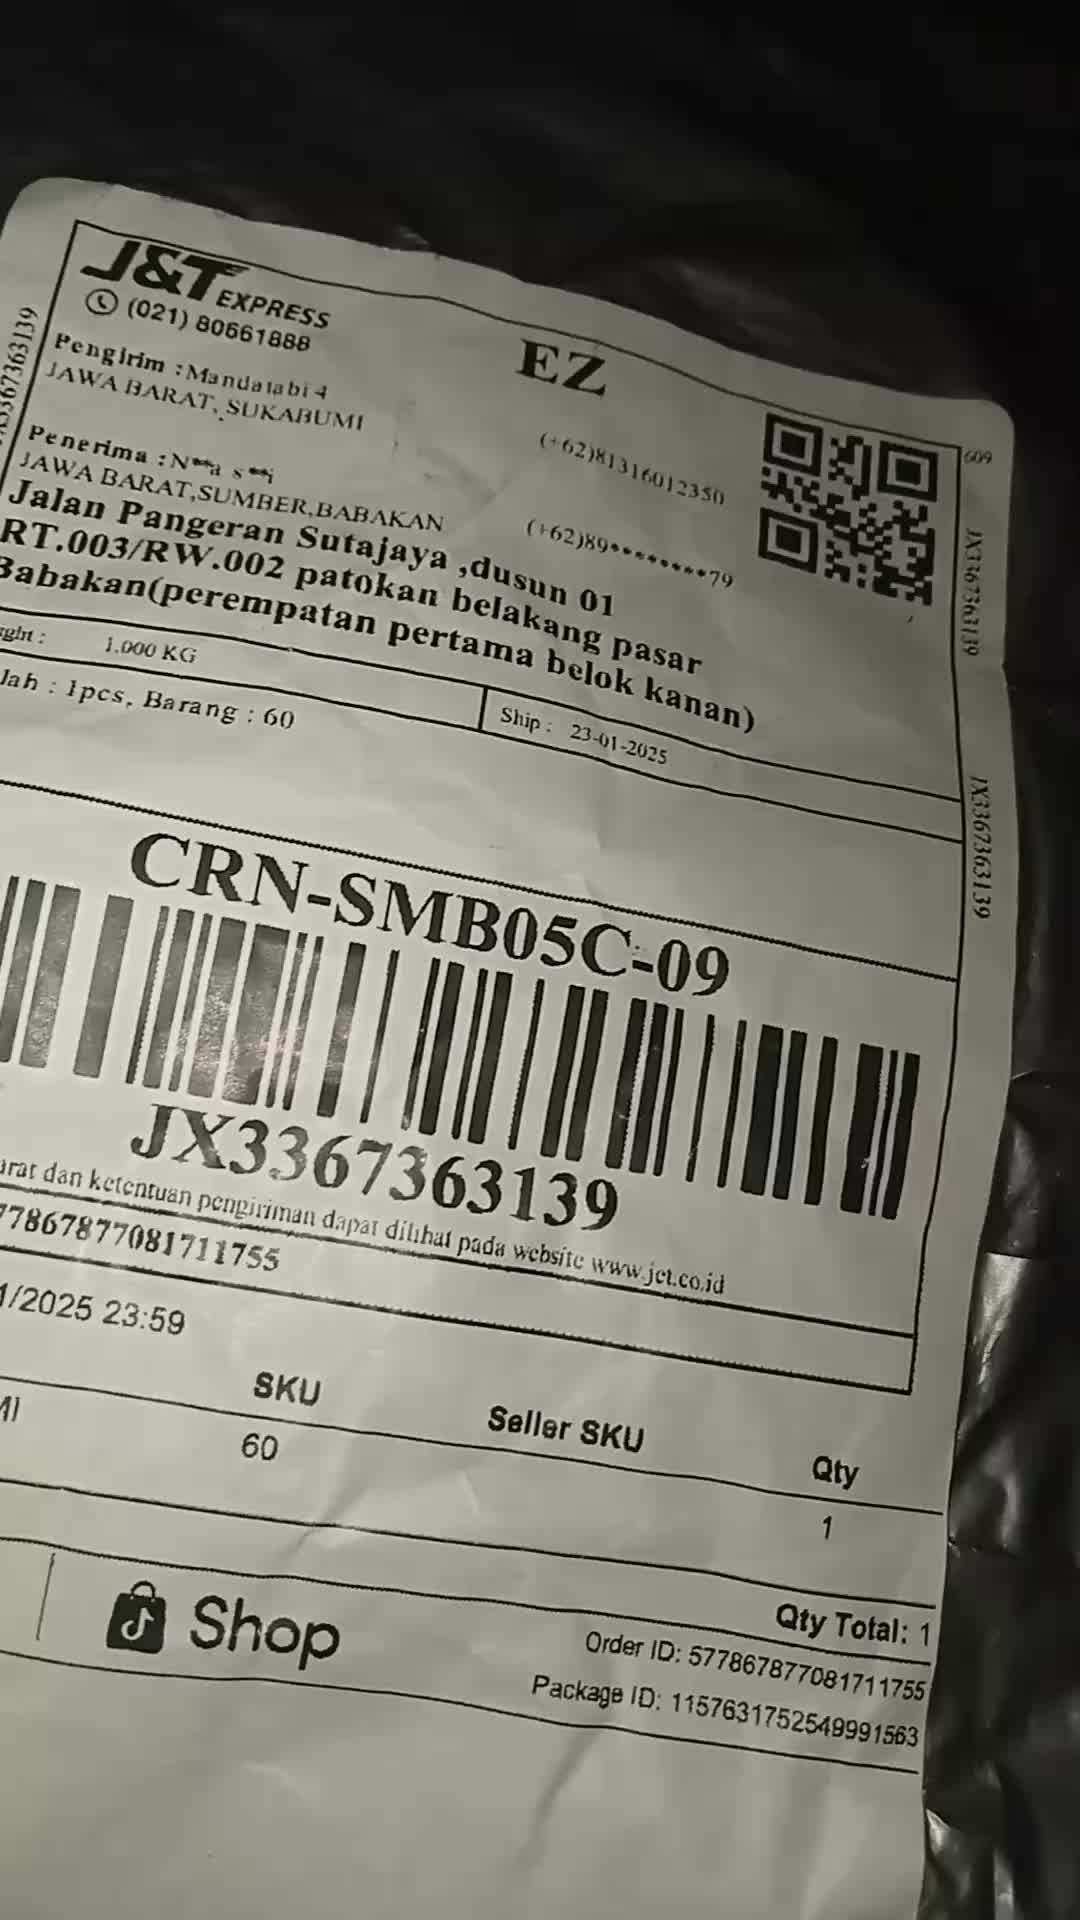 J&T EXPRESS
(021) 80661888
EZ
Pengirim :Mandalabi 4
(+62)81316012350
JAWA BARAT, SUKABUMI
Penerima :N**a s**i
(+62)89********79
JAWA BARAT,SUMBER,BABAKAN
Jalan Pangeran Sutajaya ,dusun 01
RT.003/RW.002 patokan belakang pasar
Babakan(perempatan pertama belok kanan)
1.000 KG
Ship : 23-01-2025
: 1pcs, Barang : 60
609
JX3367363139
JX3367363139
CRN-SMB05C-09
JX3367363139
dan ketentuan pengiriman dapat dilihat pada website www.jet.co.id
77867877081711755
1/2025 23:59
SKU
Seller SKU
Qty
MI
60
1
Qty Total: 1
Shop
Order ID: 577867877081711755
Package ID: 1157631752549991563